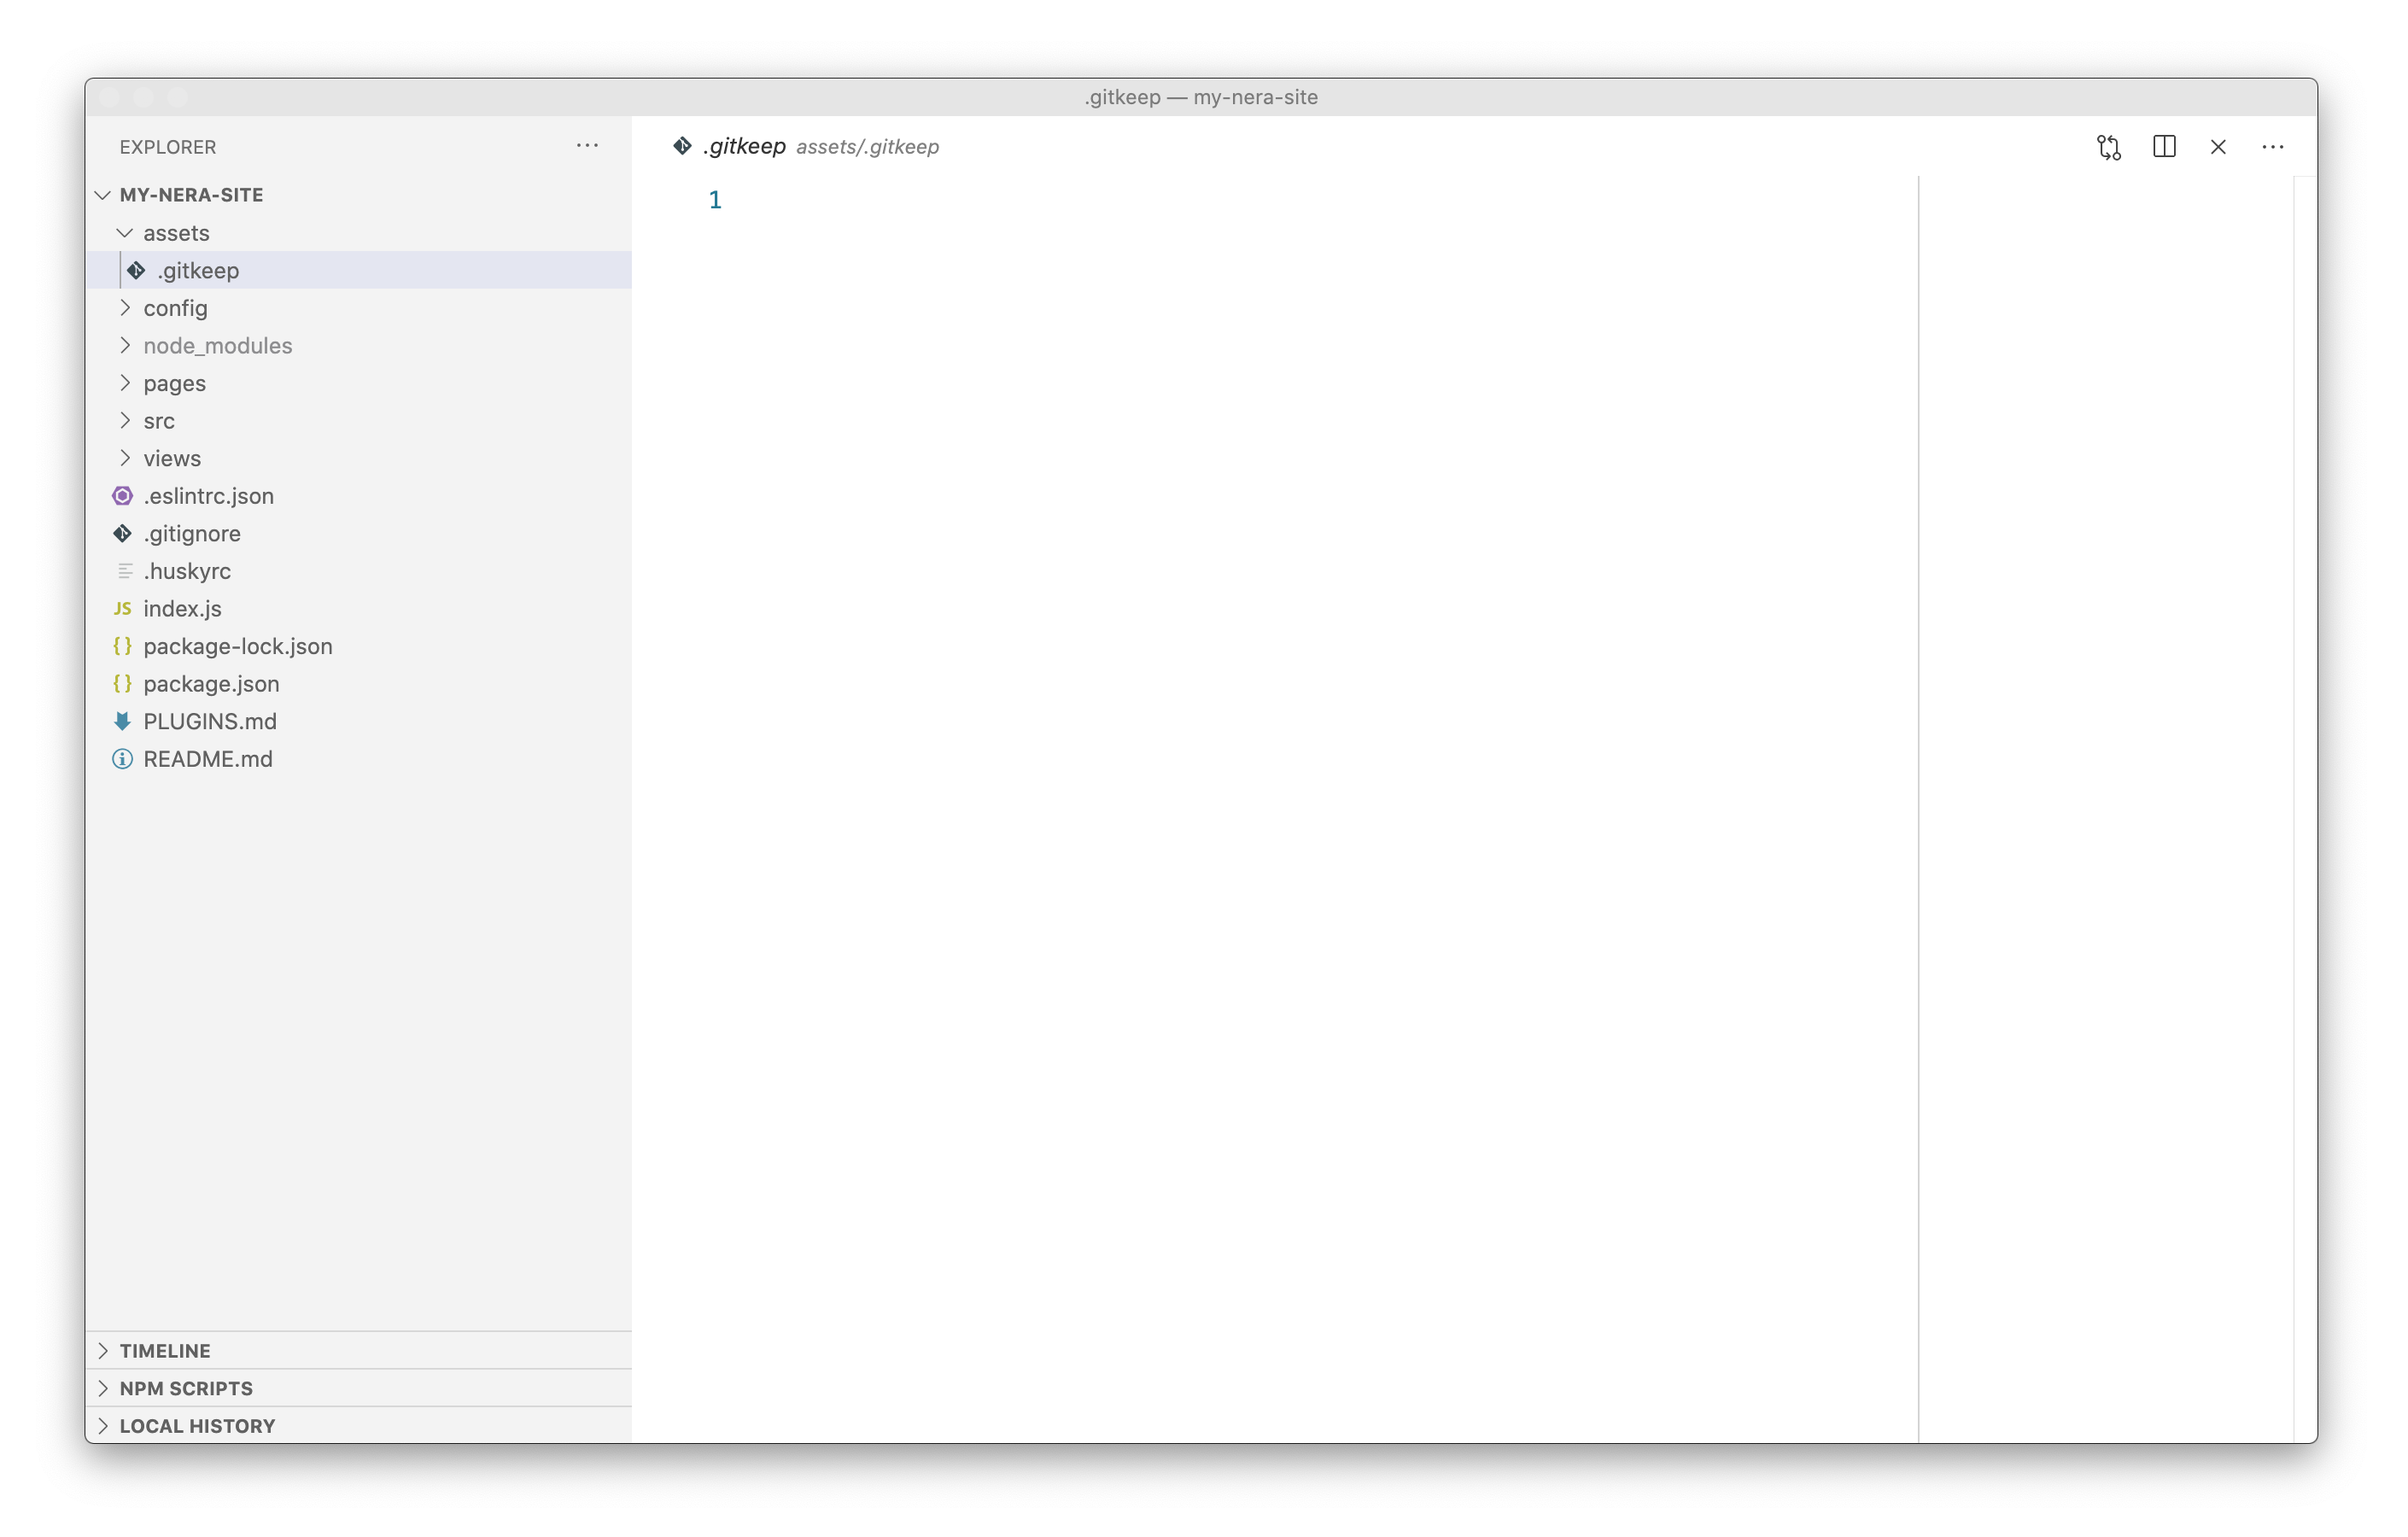 .gitkeep — my-nera-site
EXPLORER
MY-NERA-SITE
assets
.gitkeep
config
node_modules
pages
src
views
.eslintrc.json
.gitignore
.huskyrc
JS index.js
{} package-lock.json
{} package.json
PLUGINS.md
README.md
TIMELINE
NPM SCRIPTS
LOCAL HISTORY
.gitkeep assets/.gitkeep
1